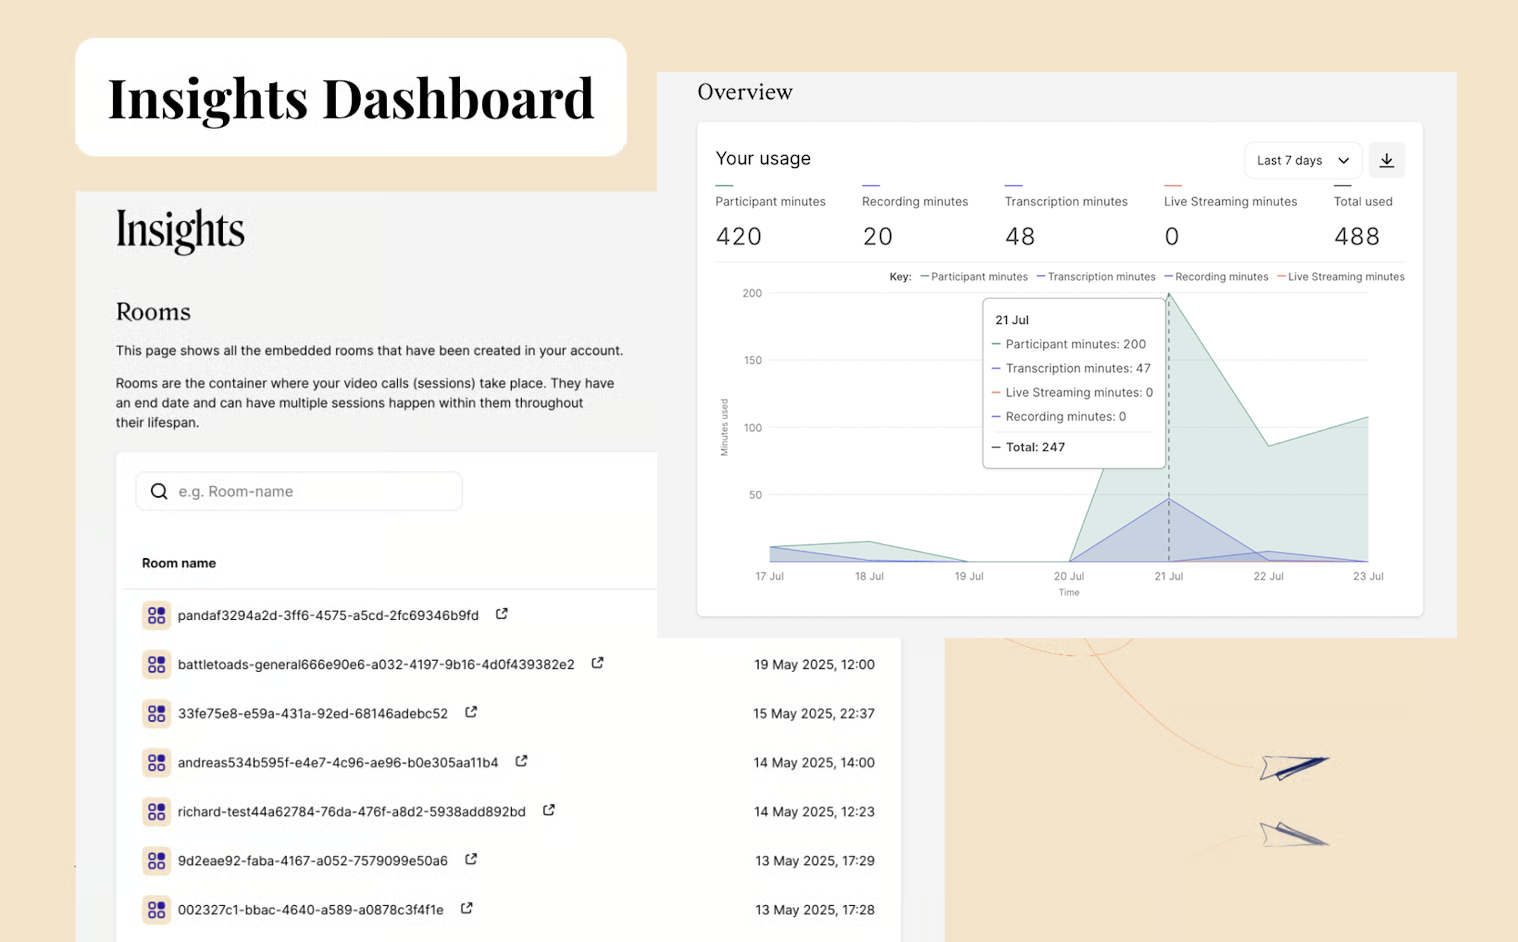 Insights Dashboard
Insights
Rooms
This page shows all the embedded rooms that have been created in your account.
Rooms are the container where your video calls (sessions) take place. They have
an end date and can have multiple sessions happen within them throughout
their lifespan.
e.g. Room-name
Room name
pandaf3294a2d-3ff6-4575-a5cd-2fc69346b9fd
battletoads-general666e90e6-a032-4197-9b16-4d0f439382e2 19 May 2025, 12:00
33fe75e8-e59a-431a-92ed-68146adebc52 15 May 2025, 22:37
andreas534b595f-e4e7-4c96-ae96-b0e305aa11b4 14 May 2025, 14:00
richard-test44a62784-76da-476f-a8d2-5938add892bd 14 May 2025, 12:23
9d2eae92-faba-4167-a052-7579099e50a6 13 May 2025, 17:29
002327c1-bbac-4640-a589-a0878c3f4f1e 13 May 2025, 17:28
Overview
Your usage
Last 7 days
Participant minutes Recording minutes Transcription minutes Live Streaming minutes Total used
420 20 48 0 488
Key: Participant minutes Transcription minutes Recording minutes Live Streaming minutes
200
150
100
50
Minutes used
21 Jul
Participant minutes: 200
Transcription minutes: 47
Live Streaming minutes: 0
Recording minutes: 0
Total: 247
17 Jul 18 Jul 19 Jul 20 Jul 21 Jul 22 Jul 23 Jul
Time